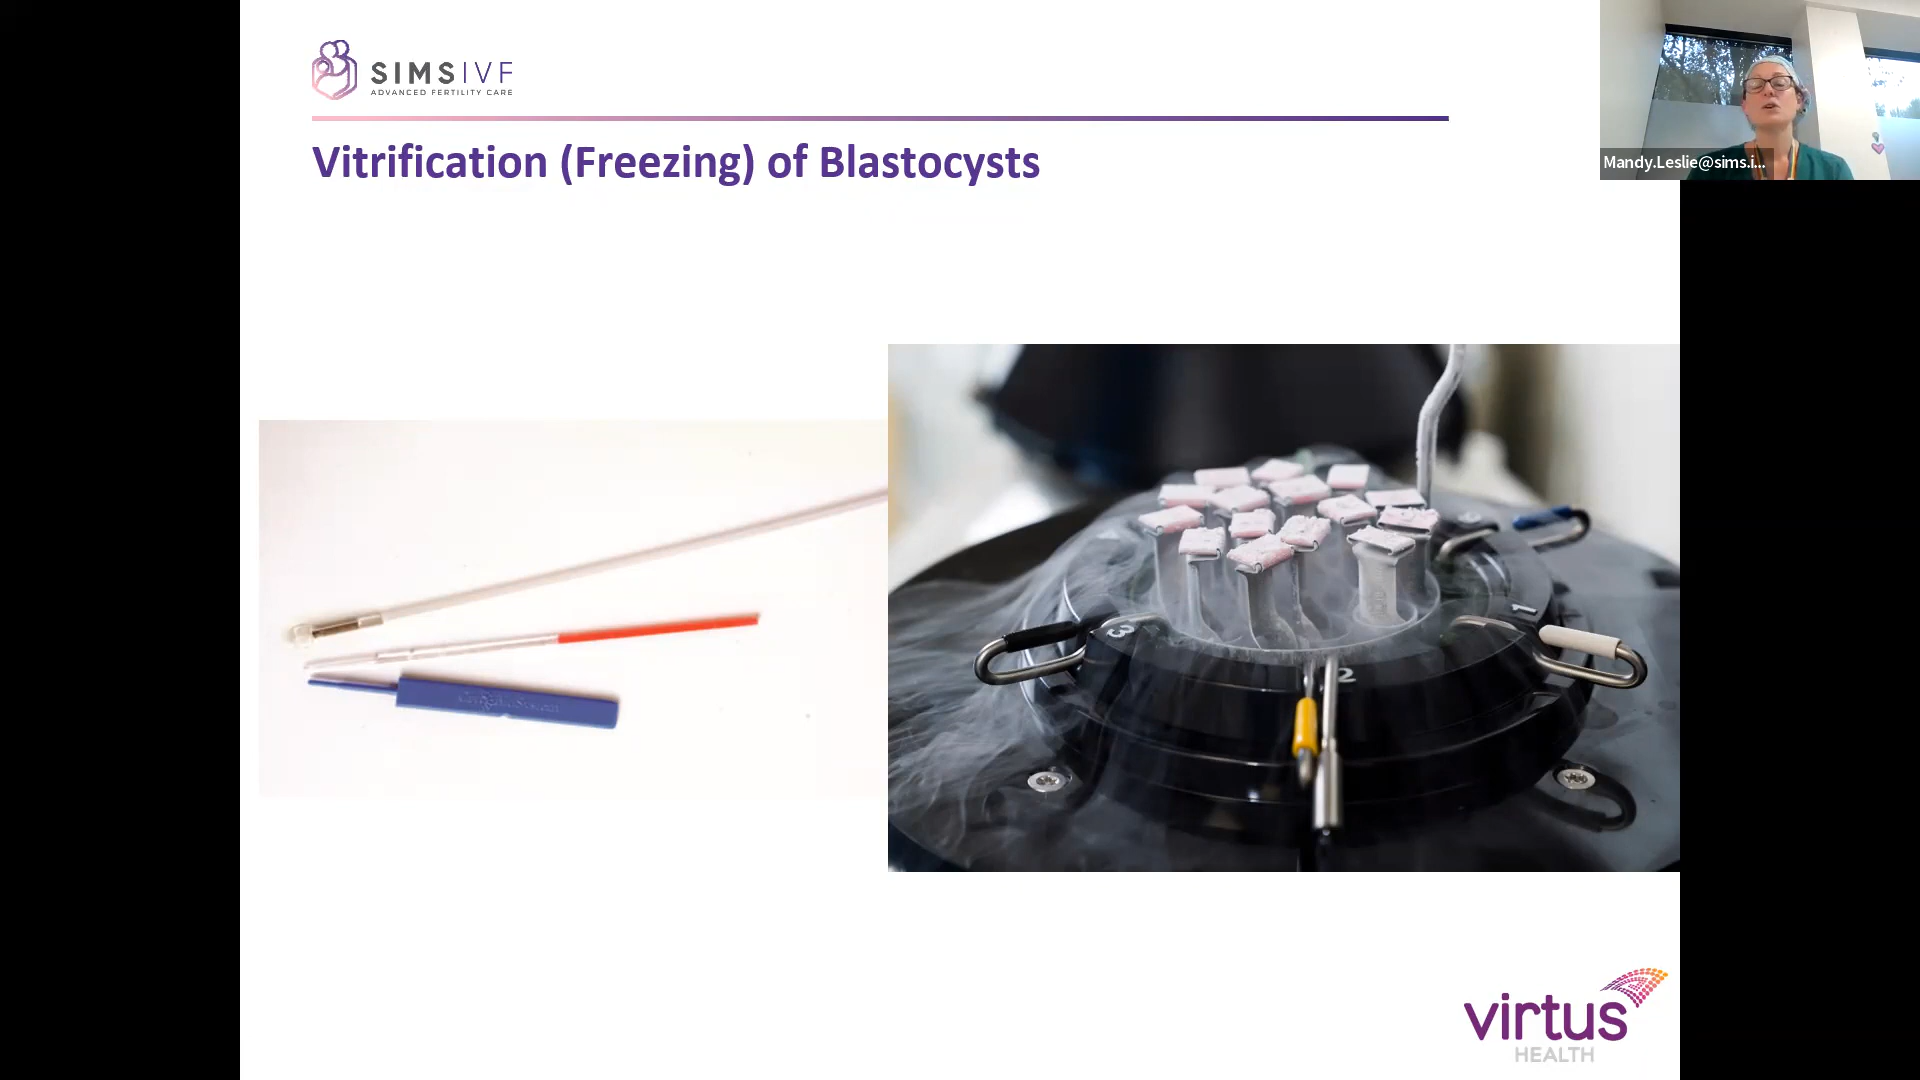 SIMSIVF
ADVANCED FERTILITY CARE
Mandy.Leslie@sims.i...
Vitrification (Freezing) of Blastocysts
3
2
1
virtus
HEALTH